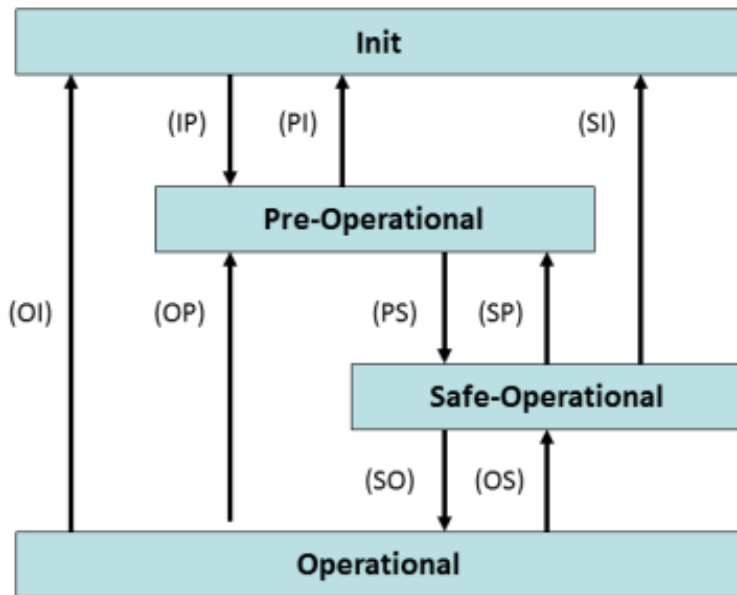 Init
(IP) (PI) (SI)
Pre-Operational
(OI) (OP) (PS) (SP)
Safe-Operational
(SO) (OS)
Operational